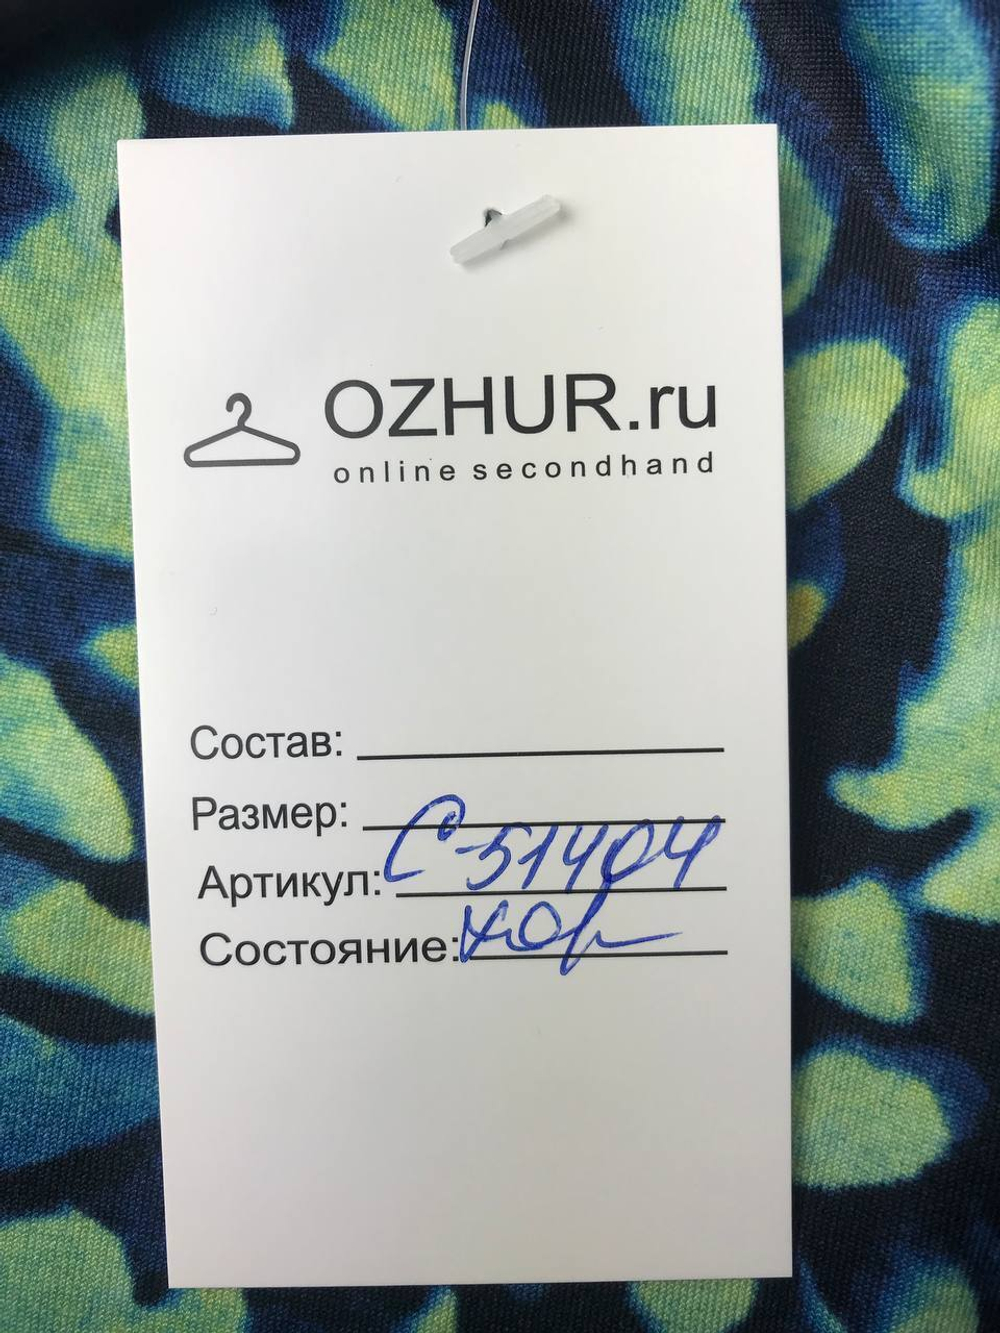 OZHUR.ru
online secondhand
Состав:
Размер:
Артикул: С-51404
Состояние: хор